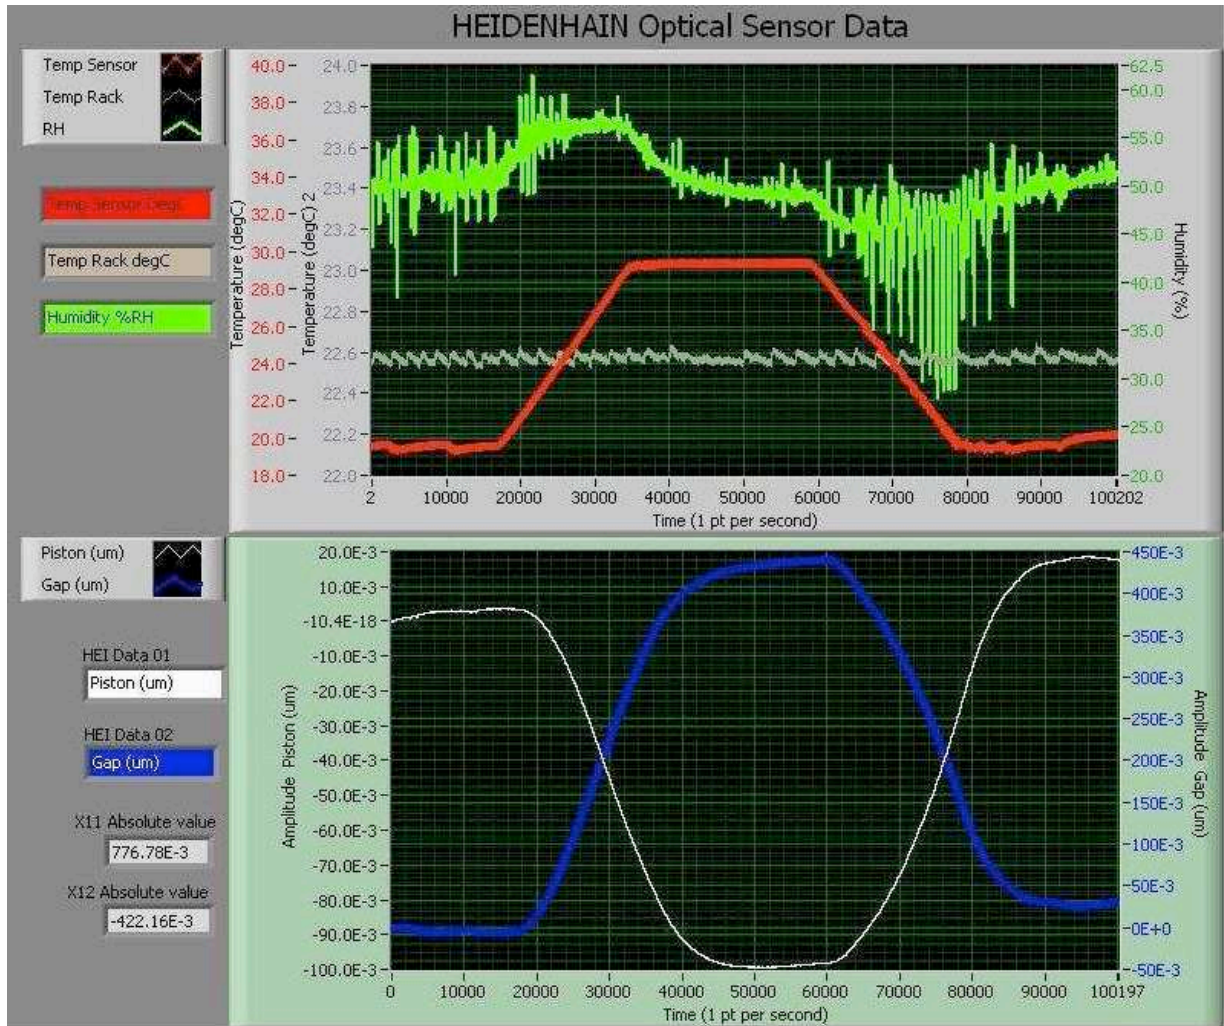 HEIDENHAIN Optical Sensor Data
Temp Sensor
Temp Rack
RH
Temp Sensor DegC
Temp Rack degC
Humidity %RH
Temperature (degC)
40.0
38.0
36.0
34.0
32.0
30.0
28.0
26.0
24.0
22.0
20.0
18.0
Temperature (degC) 2
24.0
23.8
23.6
23.4
23.2
23.0
22.8
22.6
22.4
22.2
22.0
62.5
60.0
55.0
50.0
45.0
40.0
35.0
30.0
25.0
20.0
Humidity (%)
2 10000 20000 30000 40000 50000 60000 70000 80000 90000 100202
Time (1 pt per second)
Piston (um)
Gap (um)
HEI Data 01
Piston (um)
HEI Data 02
Gap (um)
X11 Absolute value
776.78E-3
X12 Absolute value
-422.16E-3
Amplitude Piston (um)
20.0E-3
10.0E-3
-10.4E-18
-10.0E-3
-20.0E-3
-30.0E-3
-40.0E-3
-50.0E-3
-60.0E-3
-70.0E-3
-80.0E-3
-90.0E-3
-100.0E-3
450E-3
400E-3
350E-3
300E-3
250E-3
200E-3
150E-3
100E-3
50E-3
0E+0
-50E-3
Amplitude Gap (um)
0 10000 20000 30000 40000 50000 60000 70000 80000 90000 100197
Time (1 pt per second)